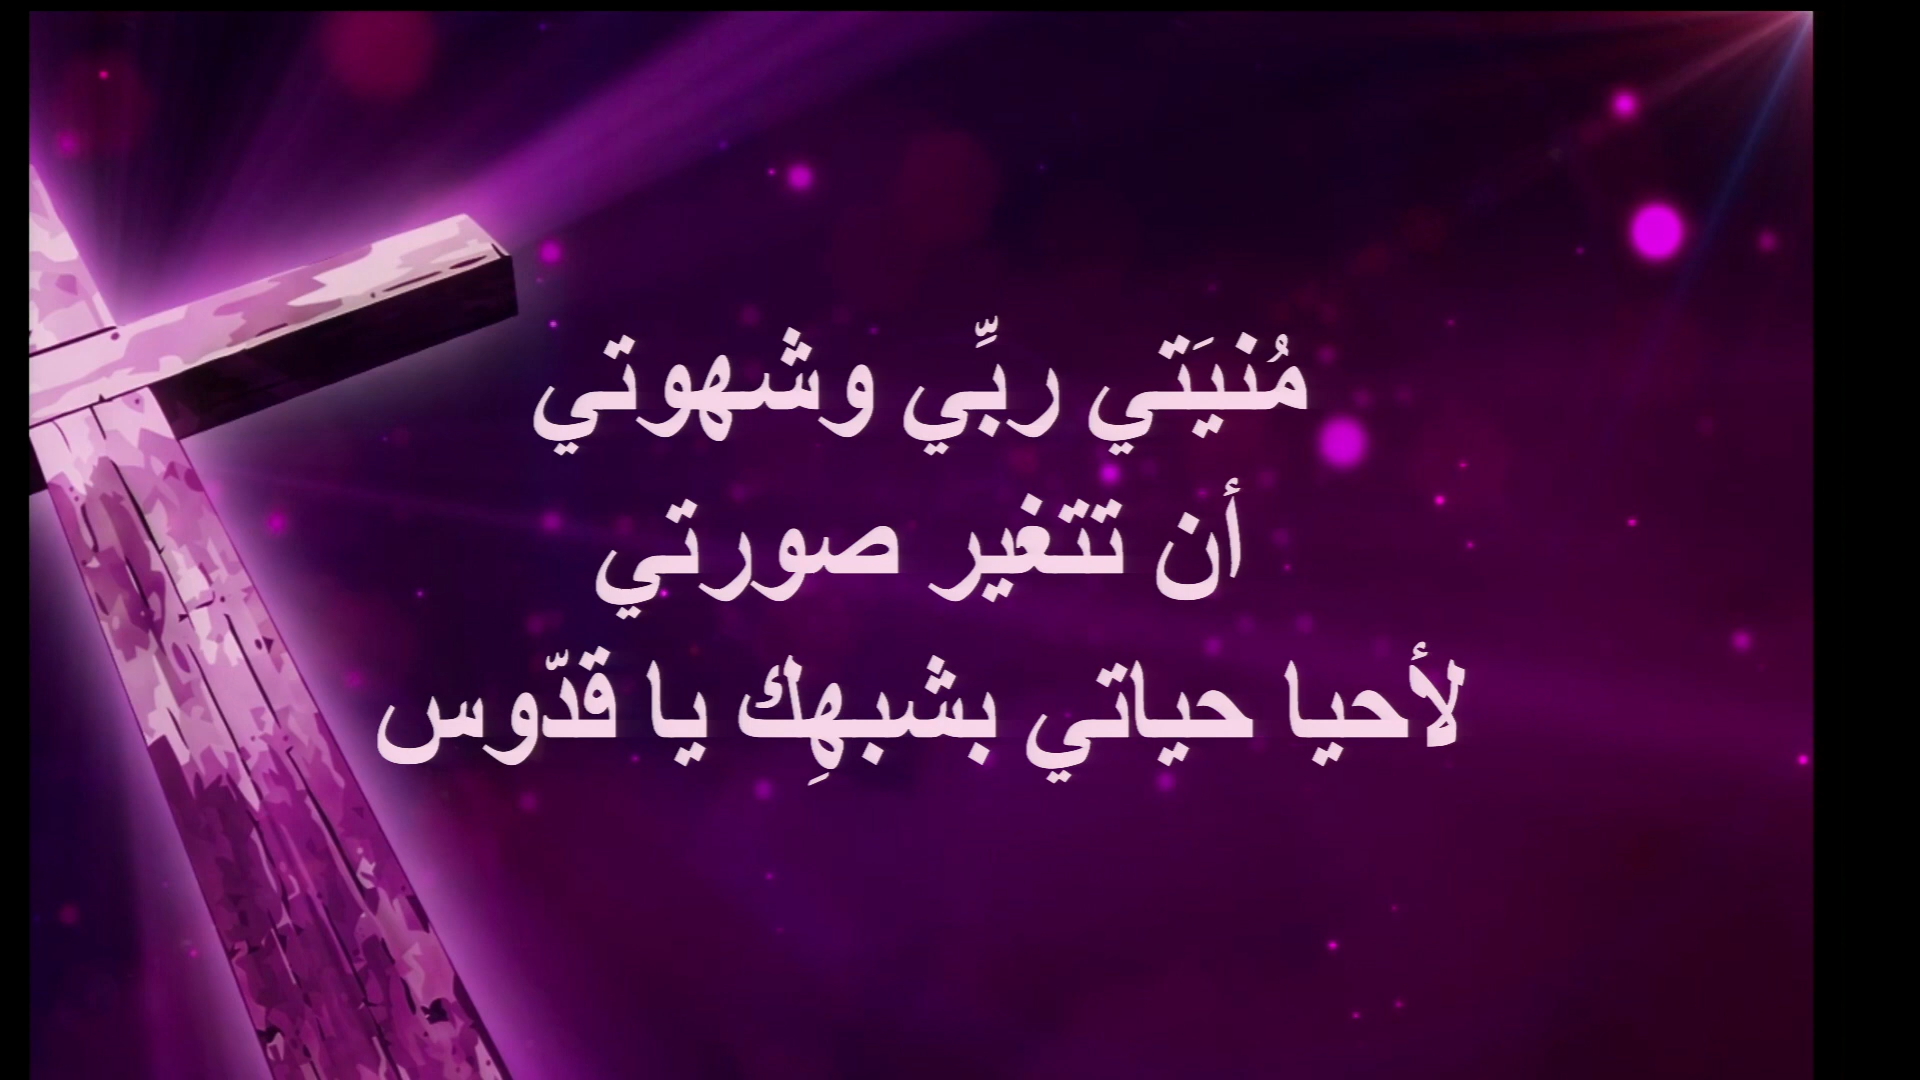 مُنيَتي ربِّي وشهوتي
أن تتغير صورتي
لأحيا حياتي بشبهِك يا قدّوس